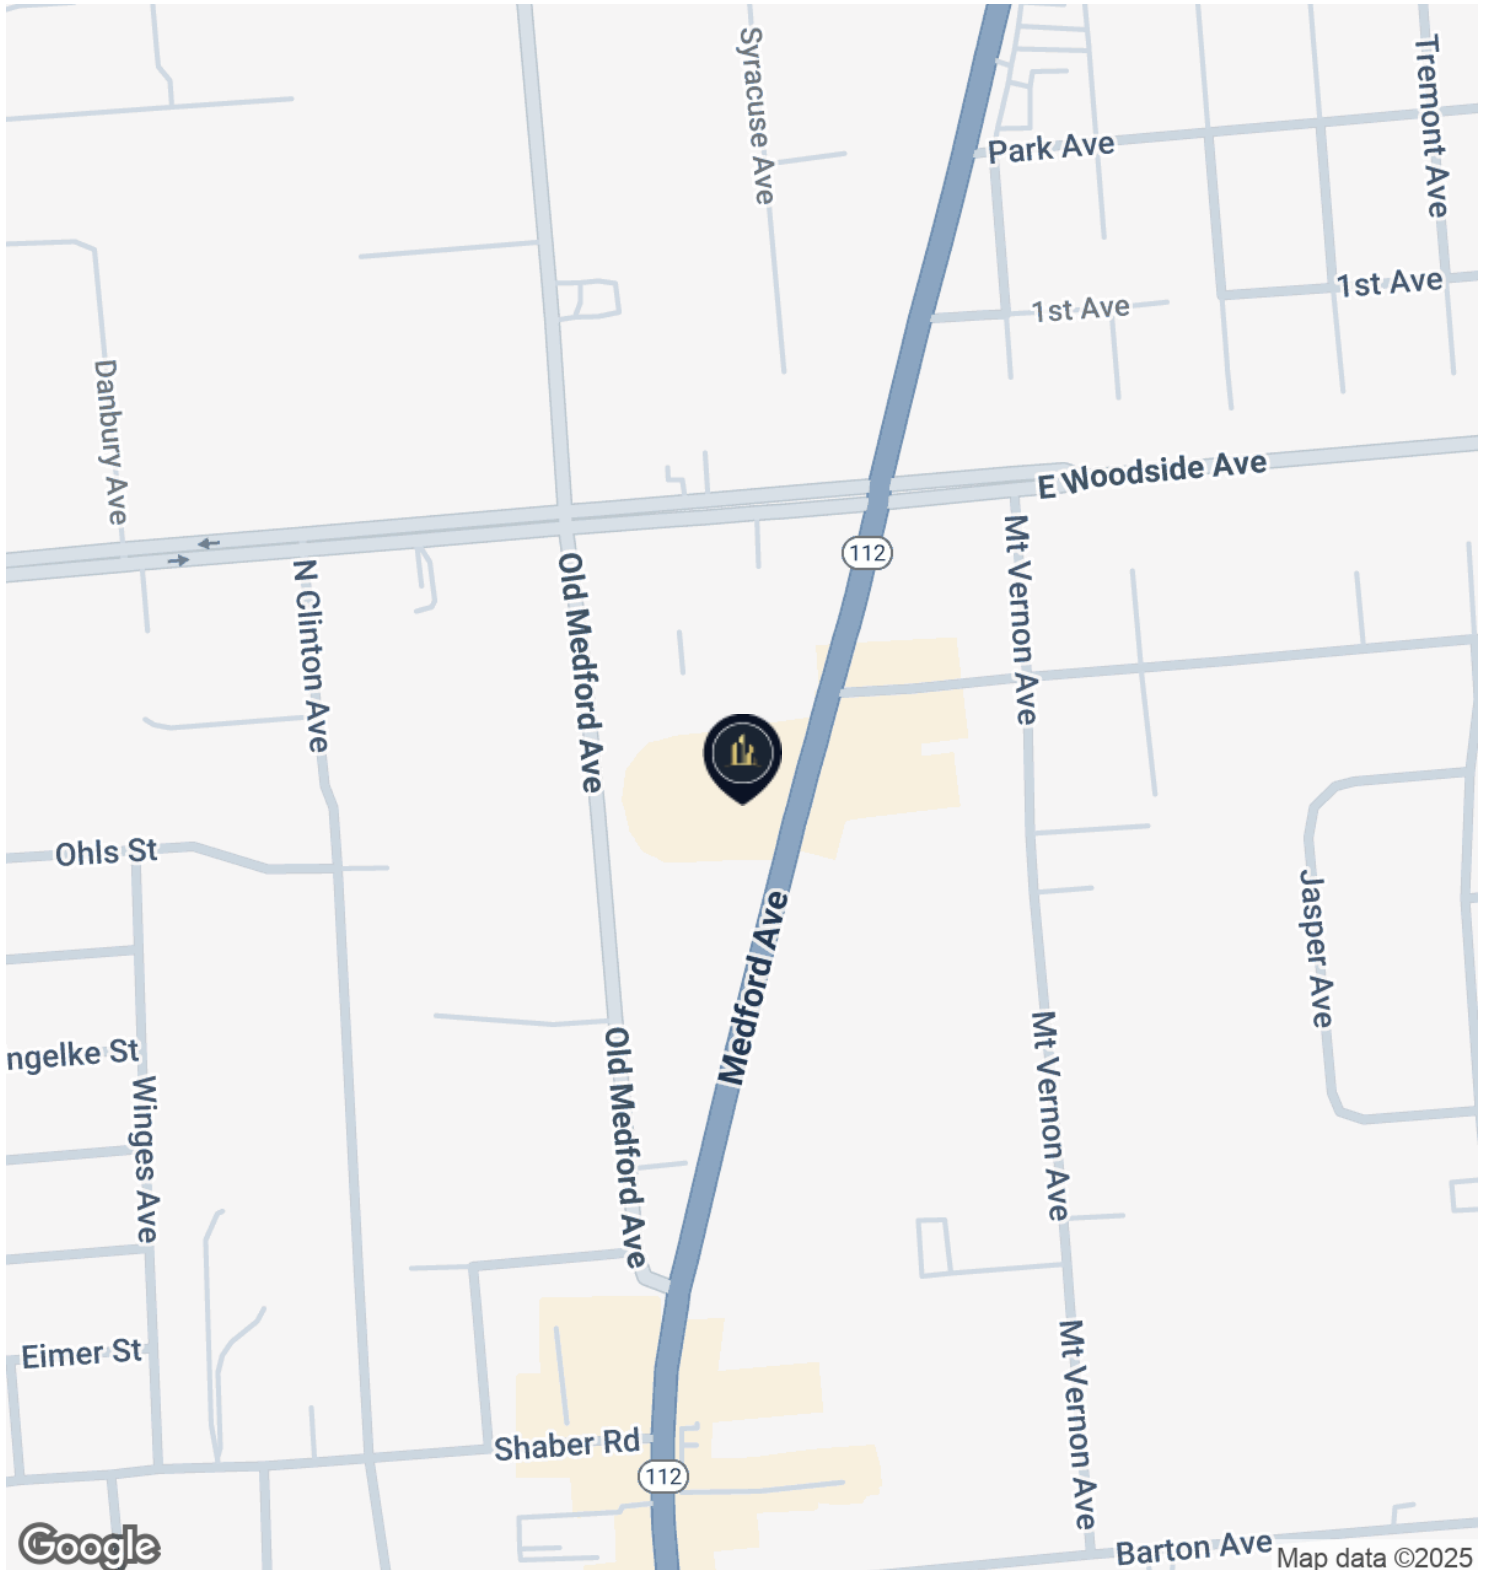 Syracuse Ave
Tremont Ave
Park Ave
1st Ave
1st Ave
Danbury Ave
E Woodside Ave
112
N Clinton Ave
Old Medford Ave
Mt Vernon Ave
Ohls St
Jasper Ave
Medford Ave
ngelke St
Old Medford Ave
Mt Vernon Ave
Winges Ave
Eimer St
Mt Vernon Ave
Shaber Rd
112
Barton Ave
Google
Map data ©2025